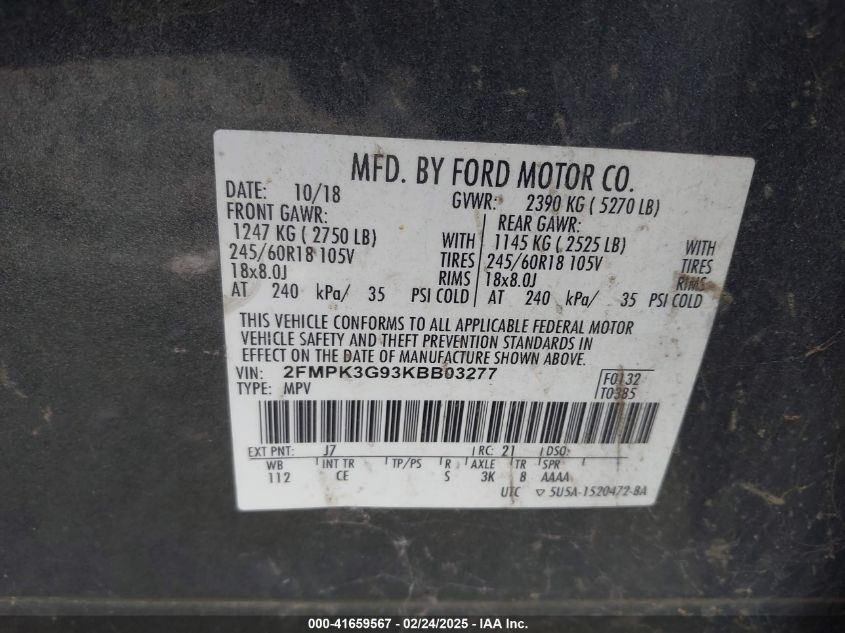 MFD. BY FORD MOTOR CO.
DATE: 10/18 GVWR: 2390 KG ( 5270 LB)
FRONT GAWR: REAR GAWR:
1247 KG ( 2750 LB) WITH 1145 KG ( 2525 LB) WITH
245/60R18 105V TIRES 245/60R18 105V TIRES
18x8.0J RIMS 18x8.0J RIMS
AT 240 kPa/ 35 PSI COLD AT 240 kPa/ 35 PSI COLD
THIS VEHICLE CONFORMS TO ALL APPLICABLE FEDERAL MOTOR
VEHICLE SAFETY AND THEFT PREVENTION STANDARDS IN
EFFECT ON THE DATE OF MANUFACTURE SHOWN ABOVE.
VIN: 2FMPK3G93KBB03277 F0132
TYPE: MPV T0385
EXT PNT: J7 RC: 21 DSO:
WB INT TR TP/PS R AXLE TR SPR
112 CE S 3K 8 AAAA
UTC ▽ 5U5A-1520472-BA
000-41659567 - 02/24/2025 - IAA Inc.